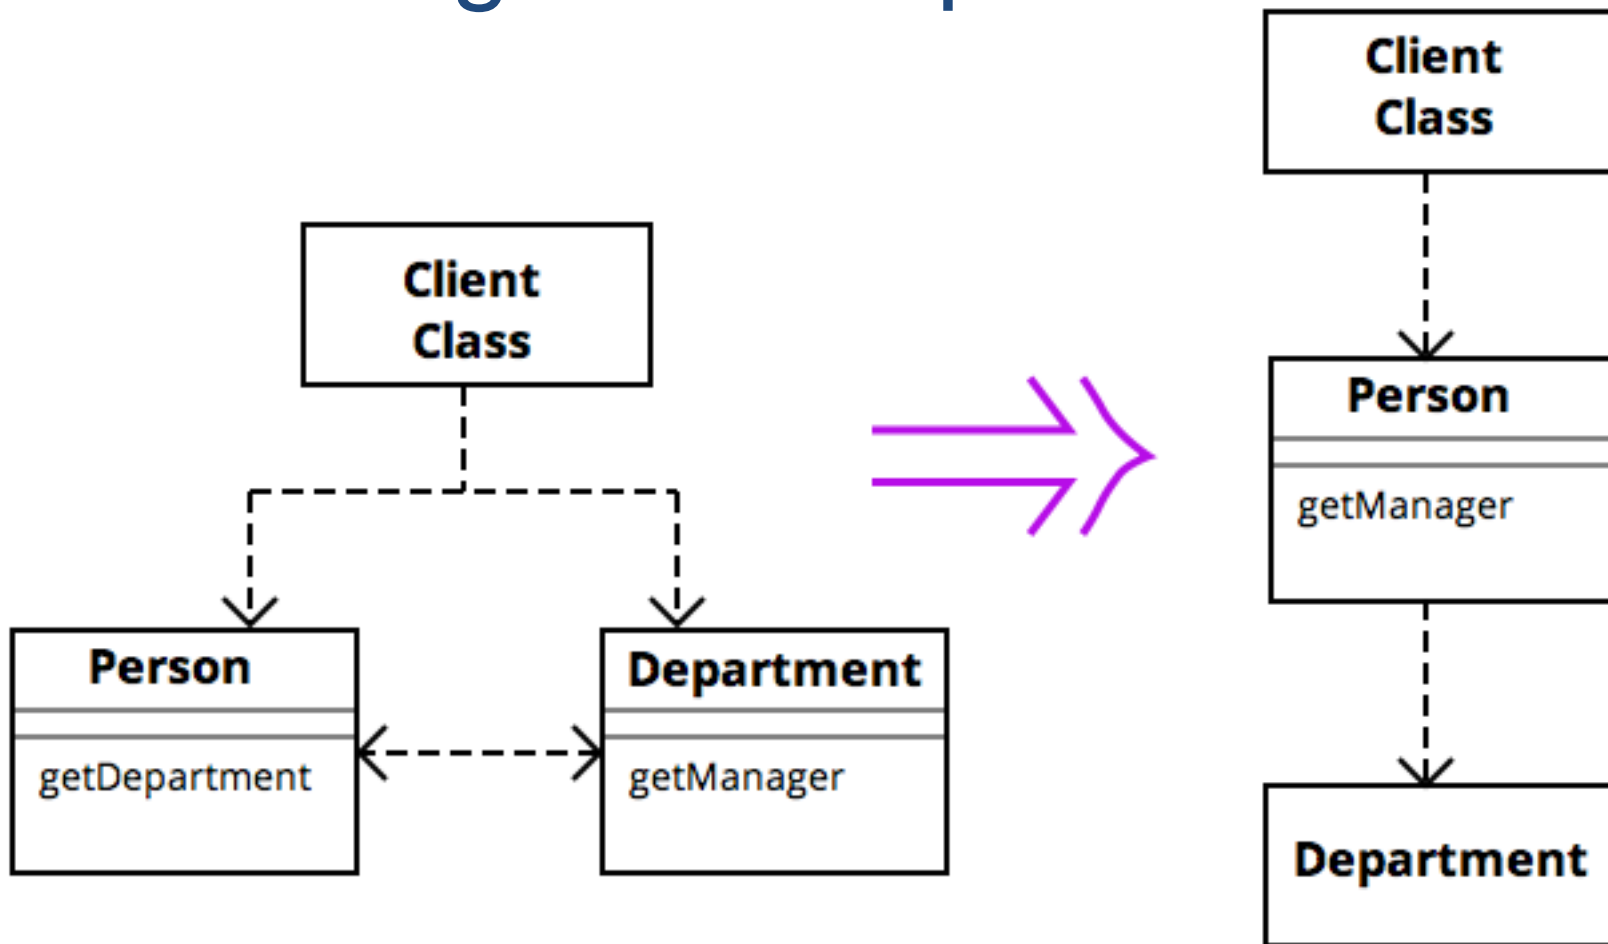 Client
Class
Person
getDepartment
Department
getManager
Client
Class
Person
getManager
Department